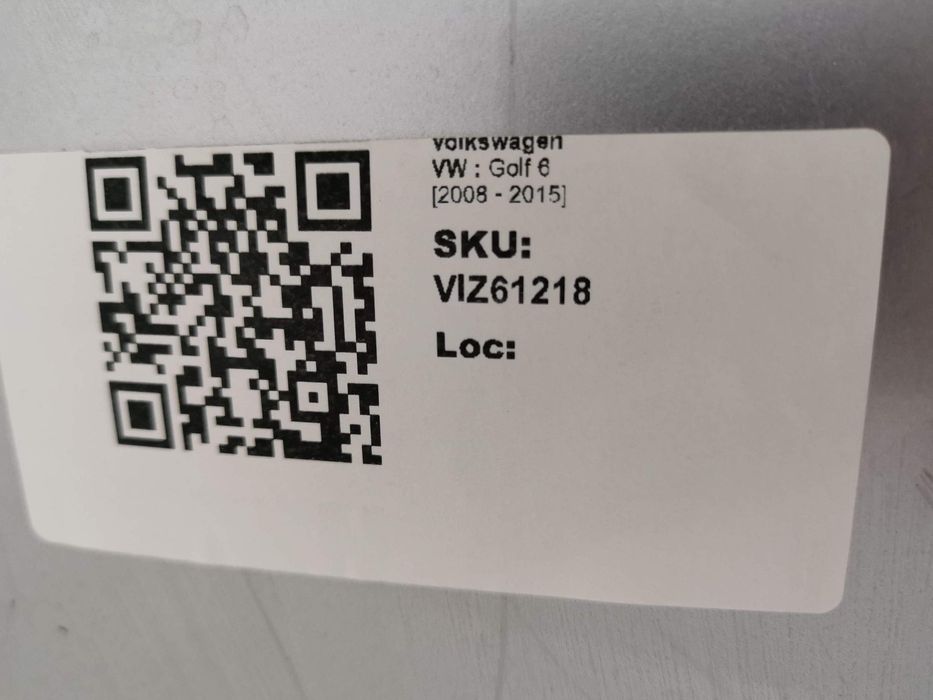 Volkswagen
VW : Golf 6
[2008 - 2015]
SKU:
VIZ61218
Loc: